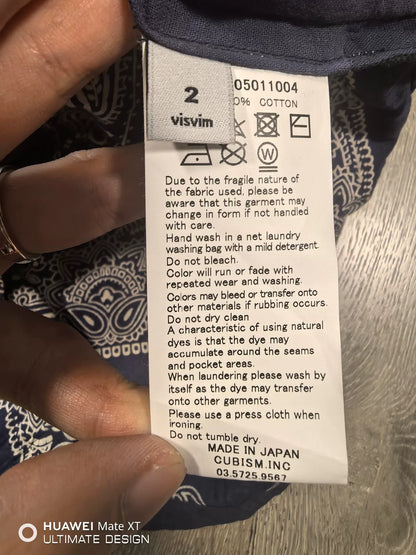 2
visvim
05011004
0% COTTON
W
Due to the fragile nature of
the fabric used, please be
aware that this garment may
change in form if not handled
with care.
Hand wash in a net laundry
washing bag with a mild detergent.
Do not bleach.
Color will run or fade with
repeated wear and washing.
Colors may bleed or transfer onto
other materials if rubbing occurs.
Do not dry clean
A characteristic of using natural
dyes is that the dye may
accumulate around the seams
and pocket areas.
When laundering please wash by
itself as the dye may transfer
onto other garments.
Please use a press cloth when
ironing.
Do not tumble dry.
MADE IN JAPAN
CUBISM.INC
03.5725.9567
HUAWEI Mate XT
ULTIMATE DESIGN